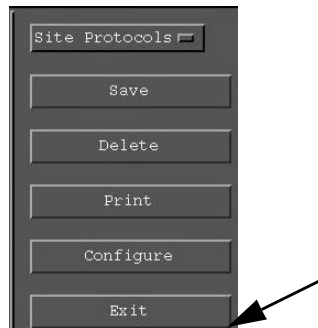 Site Protocols
Save
Delete
Print
Configure
Exit